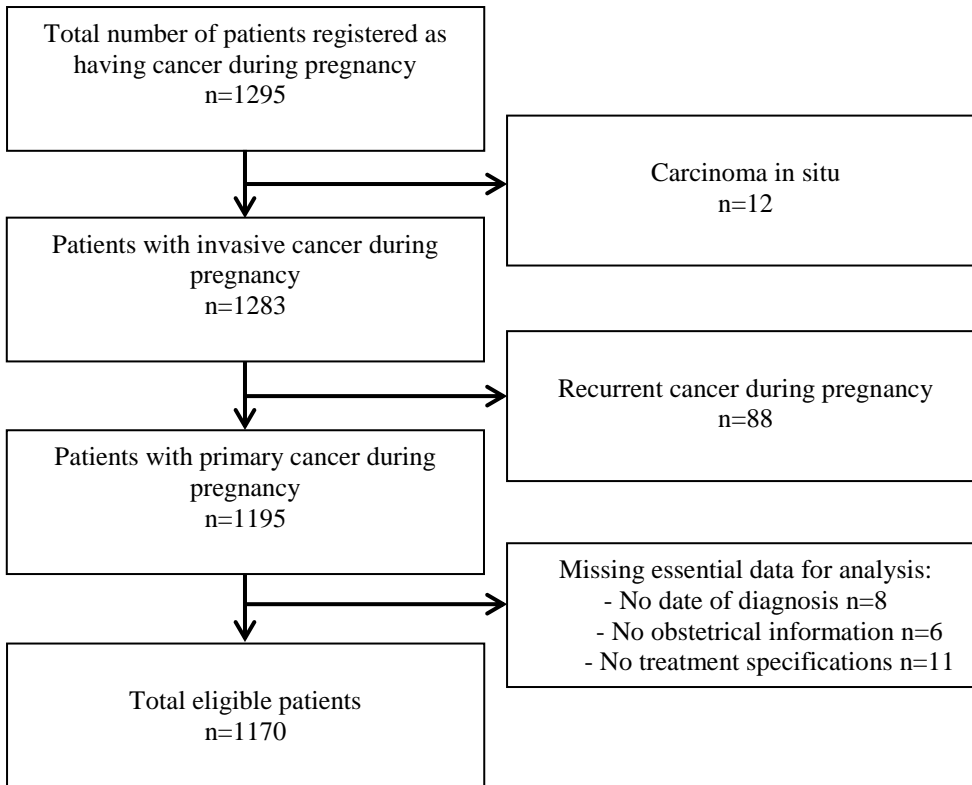 Total number of patients registered as
having cancer during pregnancy
n=1295
Carcinoma in situ
n=12
Patients with invasive cancer during
pregnancy
n=1283
Recurrent cancer during pregnancy
n=88
Patients with primary cancer during
pregnancy
n=1195
Missing essential data for analysis:
- No date of diagnosis n=8
- No obstetrical information n=6
- No treatment specifications n=11
Total eligible patients
n=1170